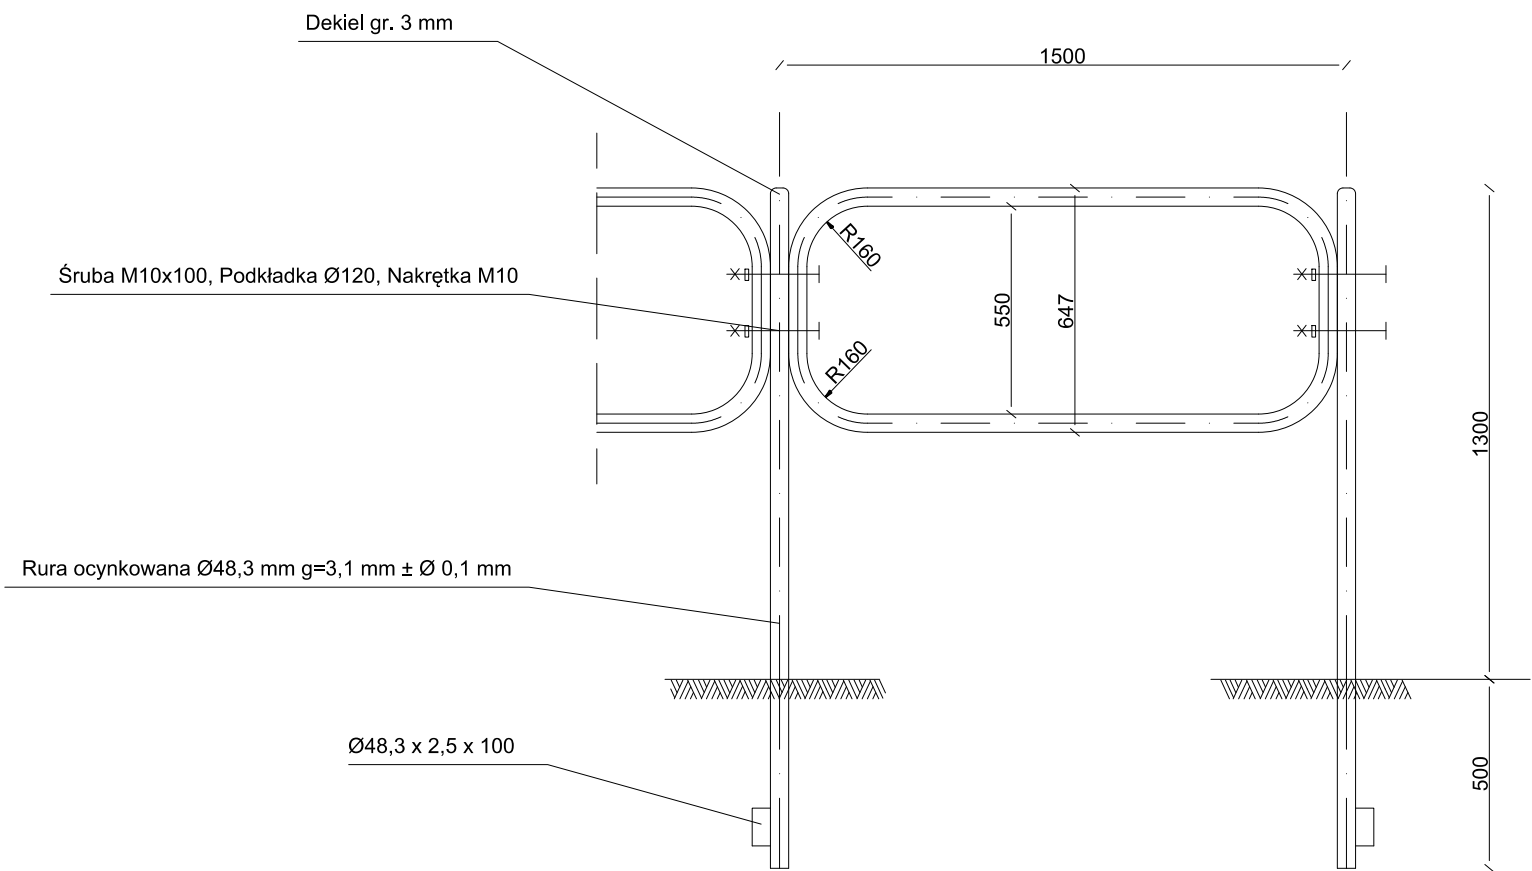 Dekiel gr. 3 mm
1500
R160
Śruba M10x100, Podkładka Ø120, Nakrętka M10
550
647
R160
1300
Rura ocynkowana Ø48,3 mm g=3,1 mm ± Ø 0,1 mm
Ø48,3 x 2,5 x 100
500